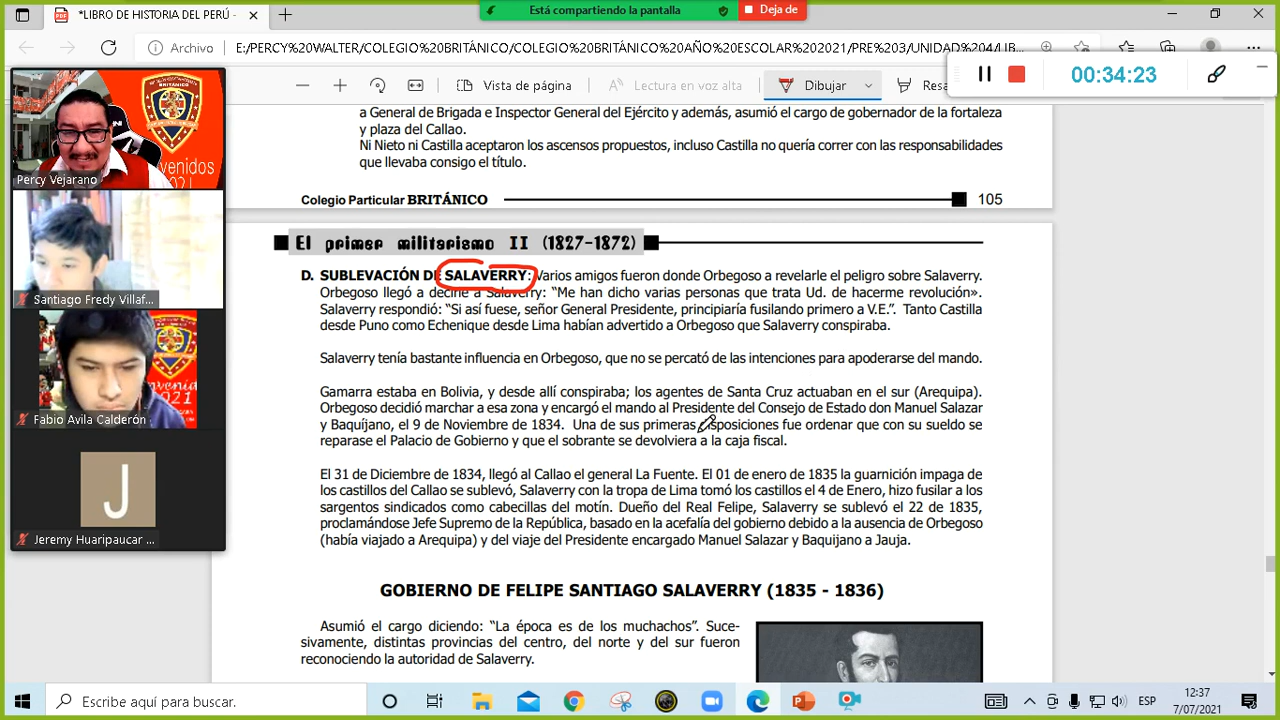 *LIBRO DE HISTORIA DEL PERÚ -
Está compartiendo la pantalla
Deja de
Archivo
E:/PERCY%20WALTER/COLEGIO%20BRITÁNICO/COLEGIO%20BRITÁNICO%20AÑO%20ESCOLAR%202021/PRE%203/UNIDAD%204/LIB...
00:34:23
Vista de página
Lectura en voz alta
Dibujar
Resa
a General de Brigada e Inspector General del Ejército y además, asumió el cargo de gobernador de la fortaleza
y plaza del Callao.
Ni Nieto ni Castilla aceptaron los ascensos propuestos, incluso Castilla no quería correr con las responsabilidades
que llevaba consigo el título.
Colegio Particular BRITÁNICO
105
El primer militarismo II (1827-1872)
D. SUBLEVACIÓN DE SALAVERRY: Varios amigos fueron donde Orbegoso a revelarle el peligro sobre Salaverry.
Orbegoso llegó a decirle a Salaverry: "Me han dicho varias personas que trata Ud. de hacerme revolución».
Salaverry respondió: "Si así fuese, señor General Presidente, principiaría fusilando primero a V.E.". Tanto Castilla
desde Puno como Echenique desde Lima habían advertido a Orbegoso que Salaverry conspiraba.
Salaverry tenía bastante influencia en Orbegoso, que no se percató de las intenciones para apoderarse del mando.
Gamarra estaba en Bolivia, y desde allí conspiraba; los agentes de Santa Cruz actuaban en el sur (Arequipa).
Orbegoso decidió marchar a esa zona y encargó el mando al Presidente del Consejo de Estado don Manuel Salazar
y Baquíjano, el 9 de Noviembre de 1834. Una de sus primeras disposiciones fue ordenar que con su sueldo se
reparase el Palacio de Gobierno y que el sobrante se devolviera a la caja fiscal.
El 31 de Diciembre de 1834, llegó al Callao el general La Fuente. El 01 de enero de 1835 la guarnición impaga de
los castillos del Callao se sublevó, Salaverry con la tropa de Lima tomó los castillos el 4 de Enero, hizo fusilar a los
sargentos sindicados como cabecillas del motín. Dueño del Real Felipe, Salaverry se sublevó el 22 de 1835,
proclamándose Jefe Supremo de la República, basado en la acefalía del gobierno debido a la ausencia de Orbegoso
(había viajado a Arequipa) y del viaje del Presidente encargado Manuel Salazar y Baquijano a Jauja.
GOBIERNO DE FELIPE SANTIAGO SALAVERRY (1835 - 1836)
Asumió el cargo diciendo: "La época es de los muchachos". Suce-
sivamente, distintas provincias del centro, del norte y del sur fueron
reconociendo la autoridad de Salaverry.
BRITÁNICO
nvenidos
2021
Percy Vejarano
Santiago Fredy Villaf...
nvenid
021
Fabio Avila Calderón
J
Jeremy Huaripaucar ...
Escribe aquí para buscar.
ESP
12:37
7/07/2021